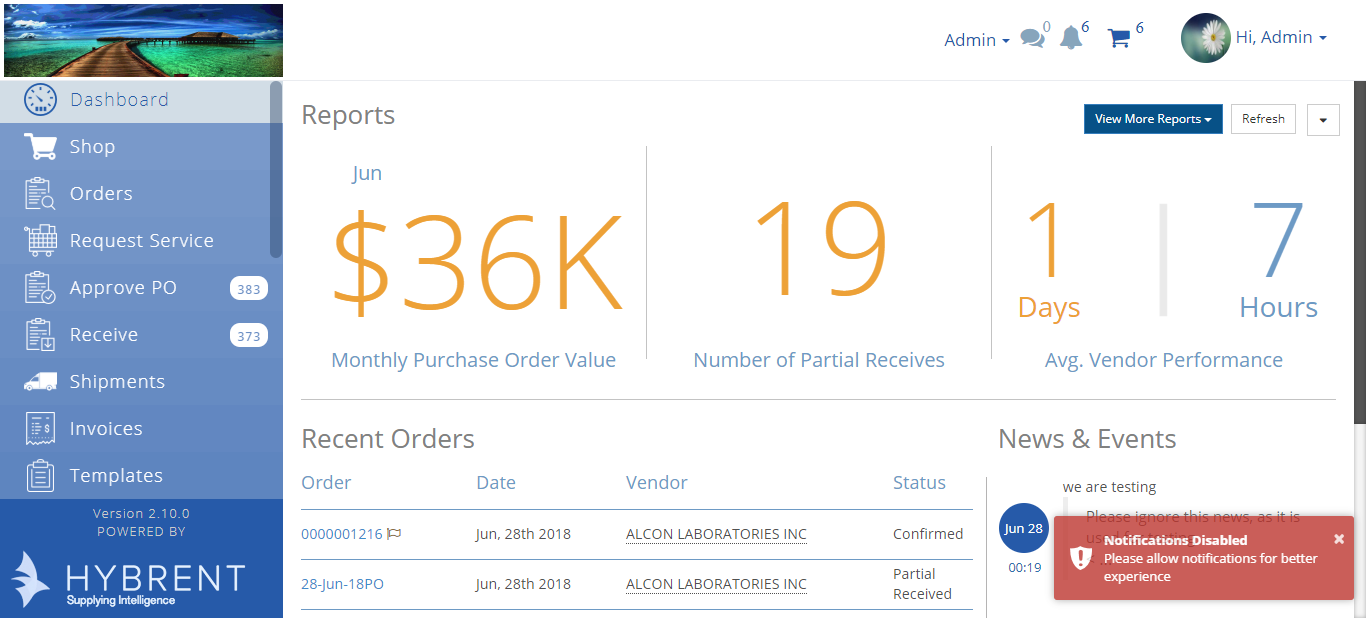 Admin
0
6
6
Hi, Admin
Dashboard
Shop
Orders
Request Service
Approve PO 383
Receive 373
Shipments
Invoices
Templates
Version 2.10.0
POWERED BY
HYBRENT
Supplying Intelligence
Reports
View More Reports
Refresh
Jun
$36K
Monthly Purchase Order Value
19
Number of Partial Receives
1
Days
7
Hours
Avg. Vendor Performance
Recent Orders
Order Date Vendor Status
0000001216 Jun, 28th 2018 ALCON LABORATORIES INC Confirmed
28-Jun-18PO Jun, 28th 2018 ALCON LABORATORIES INC Partial
Received
News & Events
we are testing
Jun 28
00:19
Please ignore this news, as it is
Notifications Disabled
Please allow notifications for better
experience